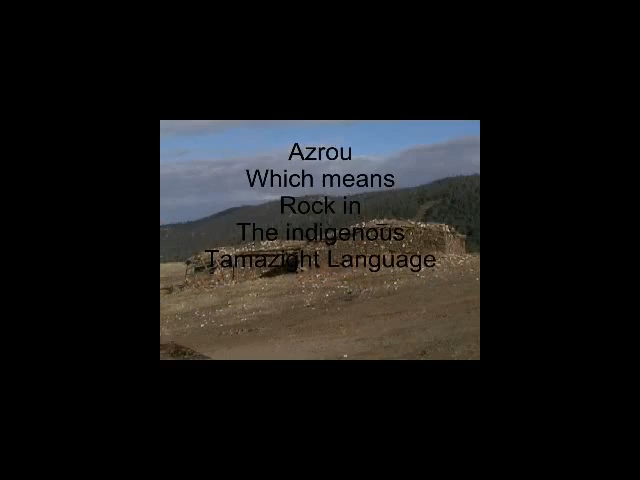 Azrou
Which means
Rock in
The indigenous
Tamazight Language